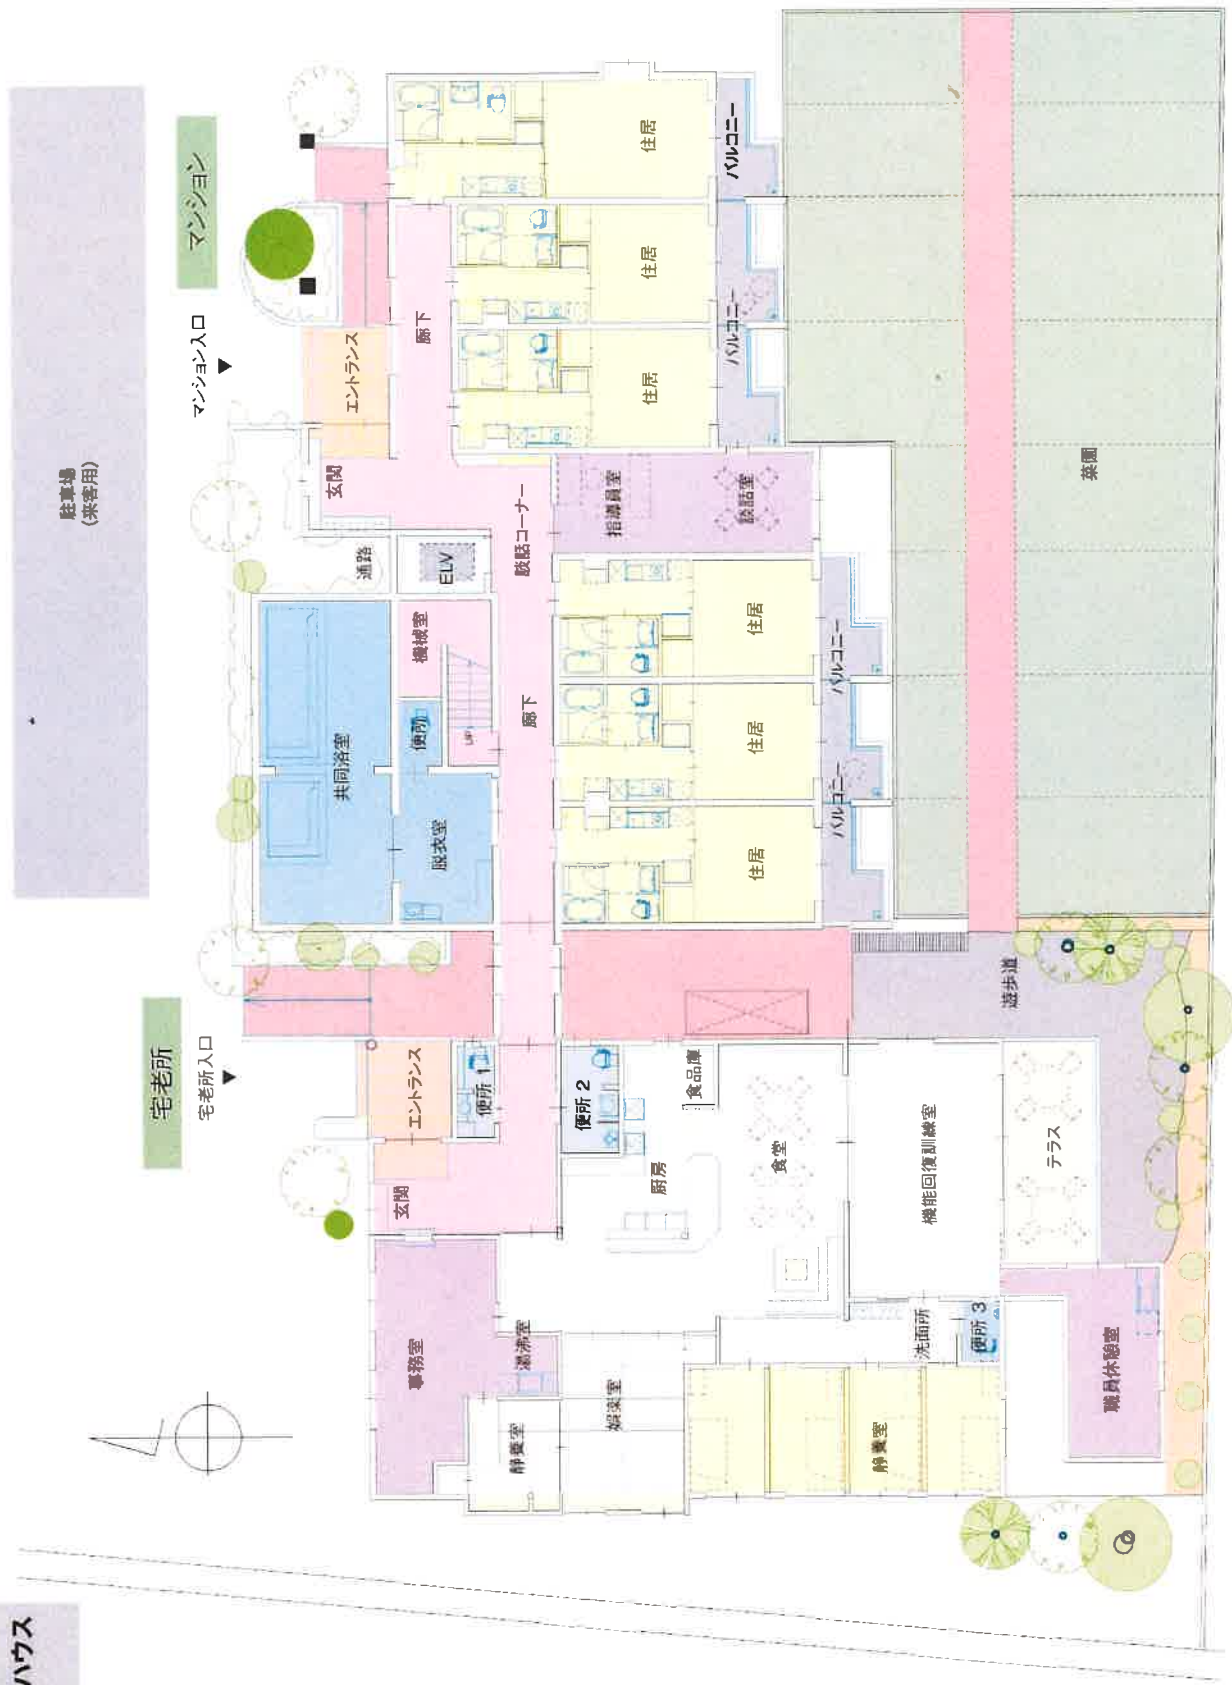 ハウス
駐車場
(来客用)
宅老所
宅老所入口
マンション
マンション入口
エントランス
玄関
事務室
湯沸室
静養室
娯楽室
静養室
便所 1
便所 2
厨房
食品庫
食堂
機能回復訓練室
洗面所
便所 3
テラス
職員休憩室
遊歩道
共同浴室
脱衣室
便所
機械室
UP
ELV
通路
玄関
エントランス
廊下
談話コーナー
廊下
指導員室
談話室
住居
住居
住居
住居
住居
住居
バルコニー
バルコニー
バルコニー
バルコニー
菜園